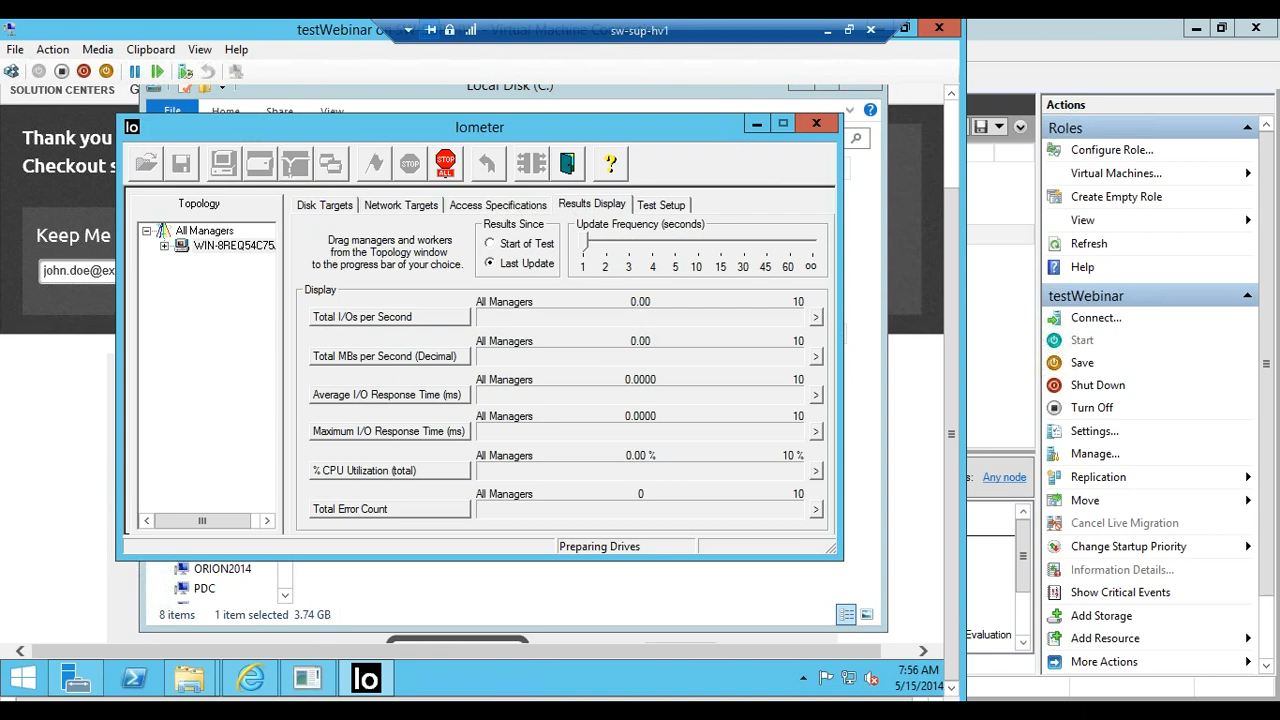 testWebinar on S - Virtual Machine Co
sw-sup-hv1
File Action Media Clipboard View Help
SOLUTION CENTERS G
Local Disk (C:)
File Home Share View
Thank you
Checkout s
Keep Me
john.doe@ex
Iometer
STOP
STOP
ALL
?
Topology
All Managers
WIN-8REQ54C75.
Disk Targets Network Targets Access Specifications Results Display Test Setup
Drag managers and workers
from the Topology window
to the progress bar of your choice.
Results Since
Start of Test
Last Update
Update Frequency (seconds)
1 2 3 4 5 10 15 30 45 60 oo
Display
All Managers 0.00 10
Total I/Os per Second >
All Managers 0.00 10
Total MBs per Second (Decimal) >
All Managers 0.0000 10
Average I/O Response Time (ms) >
All Managers 0.0000 10
Maximum I/O Response Time (ms) >
All Managers 0.00 % 10 %
% CPU Utilization (total) >
All Managers 0 10
Total Error Count >
Preparing Drives
ORION2014
PDC
8 items 1 item selected 3.74 GB
Io
7:56 AM
5/15/2014
s: Any node
Evaluation
Actions
Roles
Configure Role...
Virtual Machines...
Create Empty Role
View
Refresh
Help
testWebinar
Connect...
Start
Save
Shut Down
Turn Off
Settings...
Manage...
Replication
Move
Cancel Live Migration
Change Startup Priority
Information Details...
Show Critical Events
Add Storage
Add Resource
More Actions